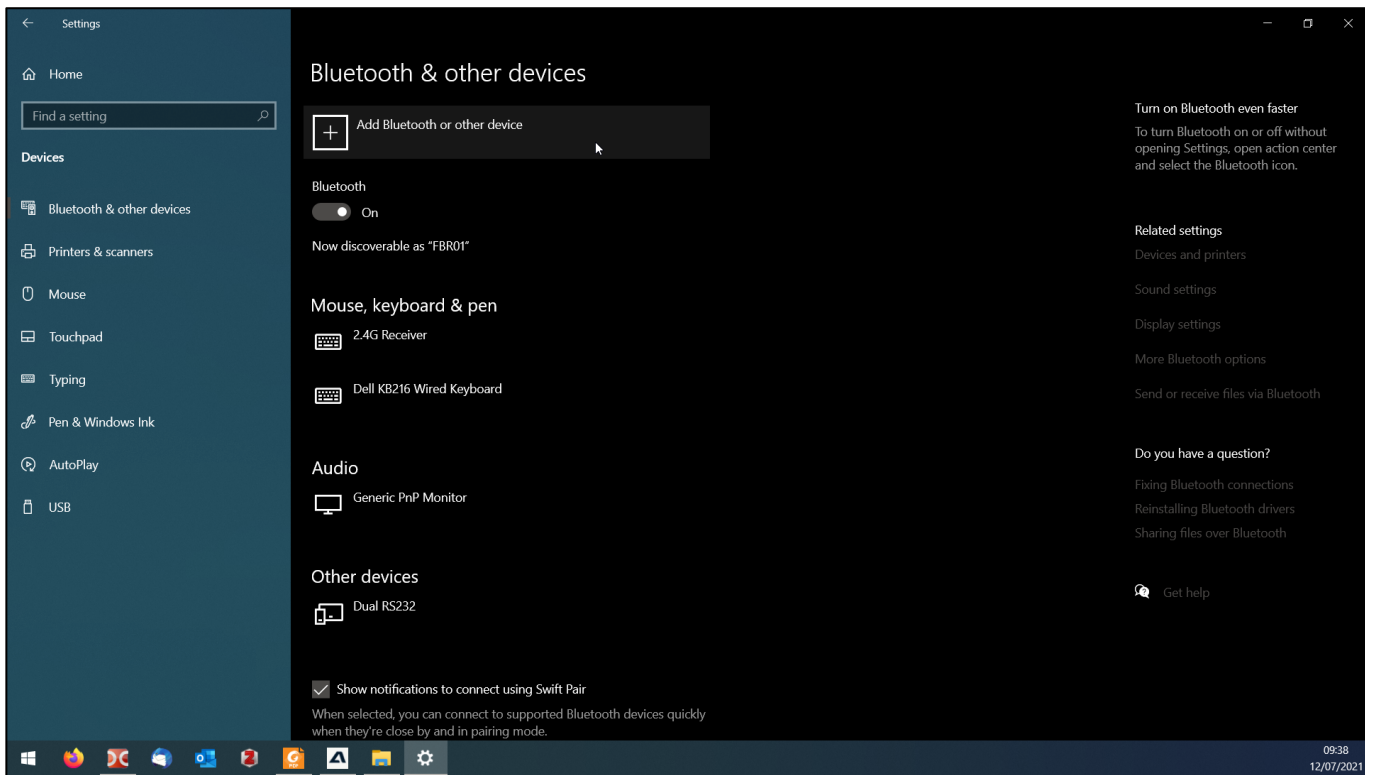 Settings
Home
Find a setting
Devices
Bluetooth & other devices
Printers & scanners
Mouse
Touchpad
Typing
Pen & Windows Ink
AutoPlay
USB
Bluetooth & other devices
Add Bluetooth or other device
Bluetooth
On
Now discoverable as “FBR01”
Mouse, keyboard & pen
2.4G Receiver
Dell KB216 Wired Keyboard
Audio
Generic PnP Monitor
Other devices
Dual RS232
Show notifications to connect using Swift Pair
When selected, you can connect to supported Bluetooth devices quickly
when they're close by and in pairing mode.
Turn on Bluetooth even faster
To turn Bluetooth on or off without
opening Settings, open action center
and select the Bluetooth icon.
Related settings
Devices and printers
Sound settings
Display settings
More Bluetooth options
Send or receive files via Bluetooth
Do you have a question?
Fixing Bluetooth connections
Reinstalling Bluetooth drivers
Sharing files over Bluetooth
Get help
09:38
12/07/2021